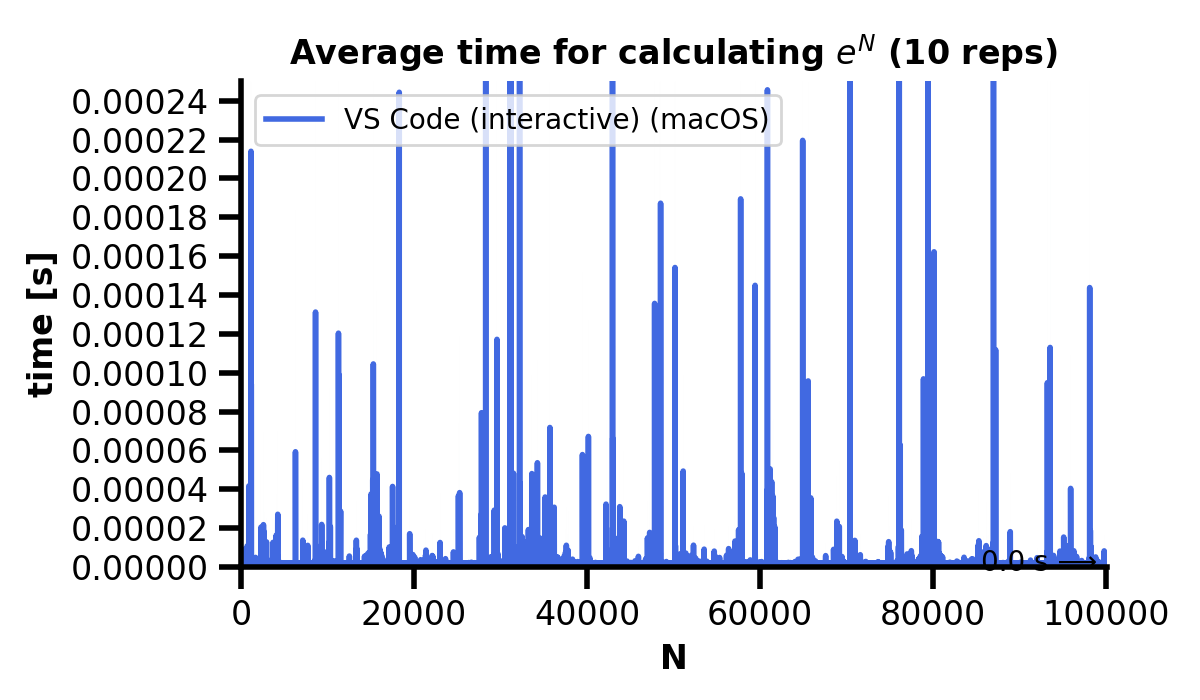 Average time for calculating e^N (10 reps)
VS Code (interactive) (macOS)
time [s]
0.00024
0.00022
0.00020
0.00018
0.00016
0.00014
0.00012
0.00010
0.00008
0.00006
0.00004
0.00002
0.00000
0.0 s →
0 20000 40000 60000 80000 100000
N